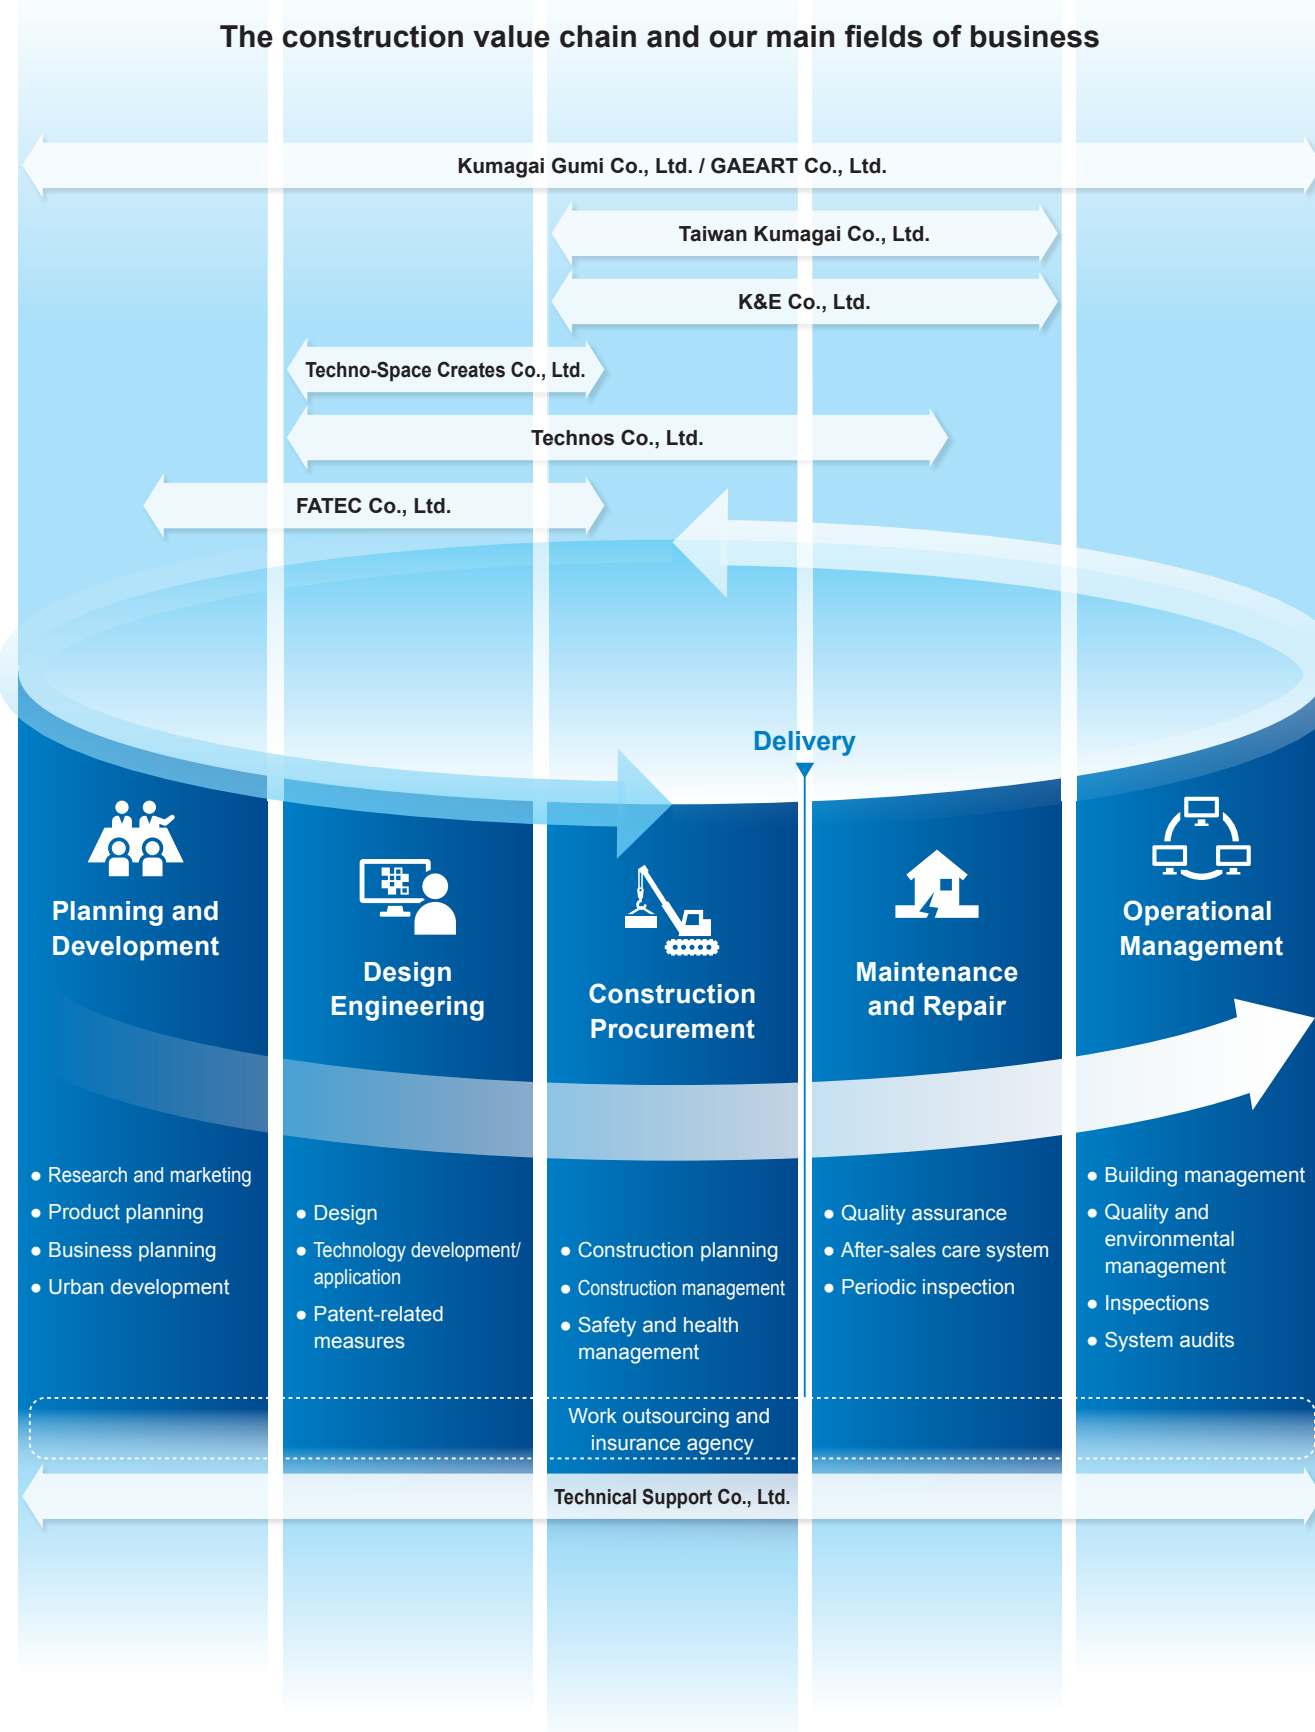 The construction value chain and our main fields of business
Kumagai Gumi Co., Ltd. / GAEART Co., Ltd.
Taiwan Kumagai Co., Ltd.
K&E Co., Ltd.
Techno-Space Creates Co., Ltd.
Technos Co., Ltd.
FATEC Co., Ltd.
Delivery
Planning and
Development
● Research and marketing
● Product planning
● Business planning
● Urban development
Design
Engineering
● Design
● Technology development/
application
● Patent-related
measures
Construction
Procurement
● Construction planning
● Construction management
● Safety and health
management
Maintenance
and Repair
● Quality assurance
● After-sales care system
● Periodic inspection
Operational
Management
● Building management
● Quality and
environmental
management
● Inspections
● System audits
Work outsourcing and
insurance agency
Technical Support Co., Ltd.